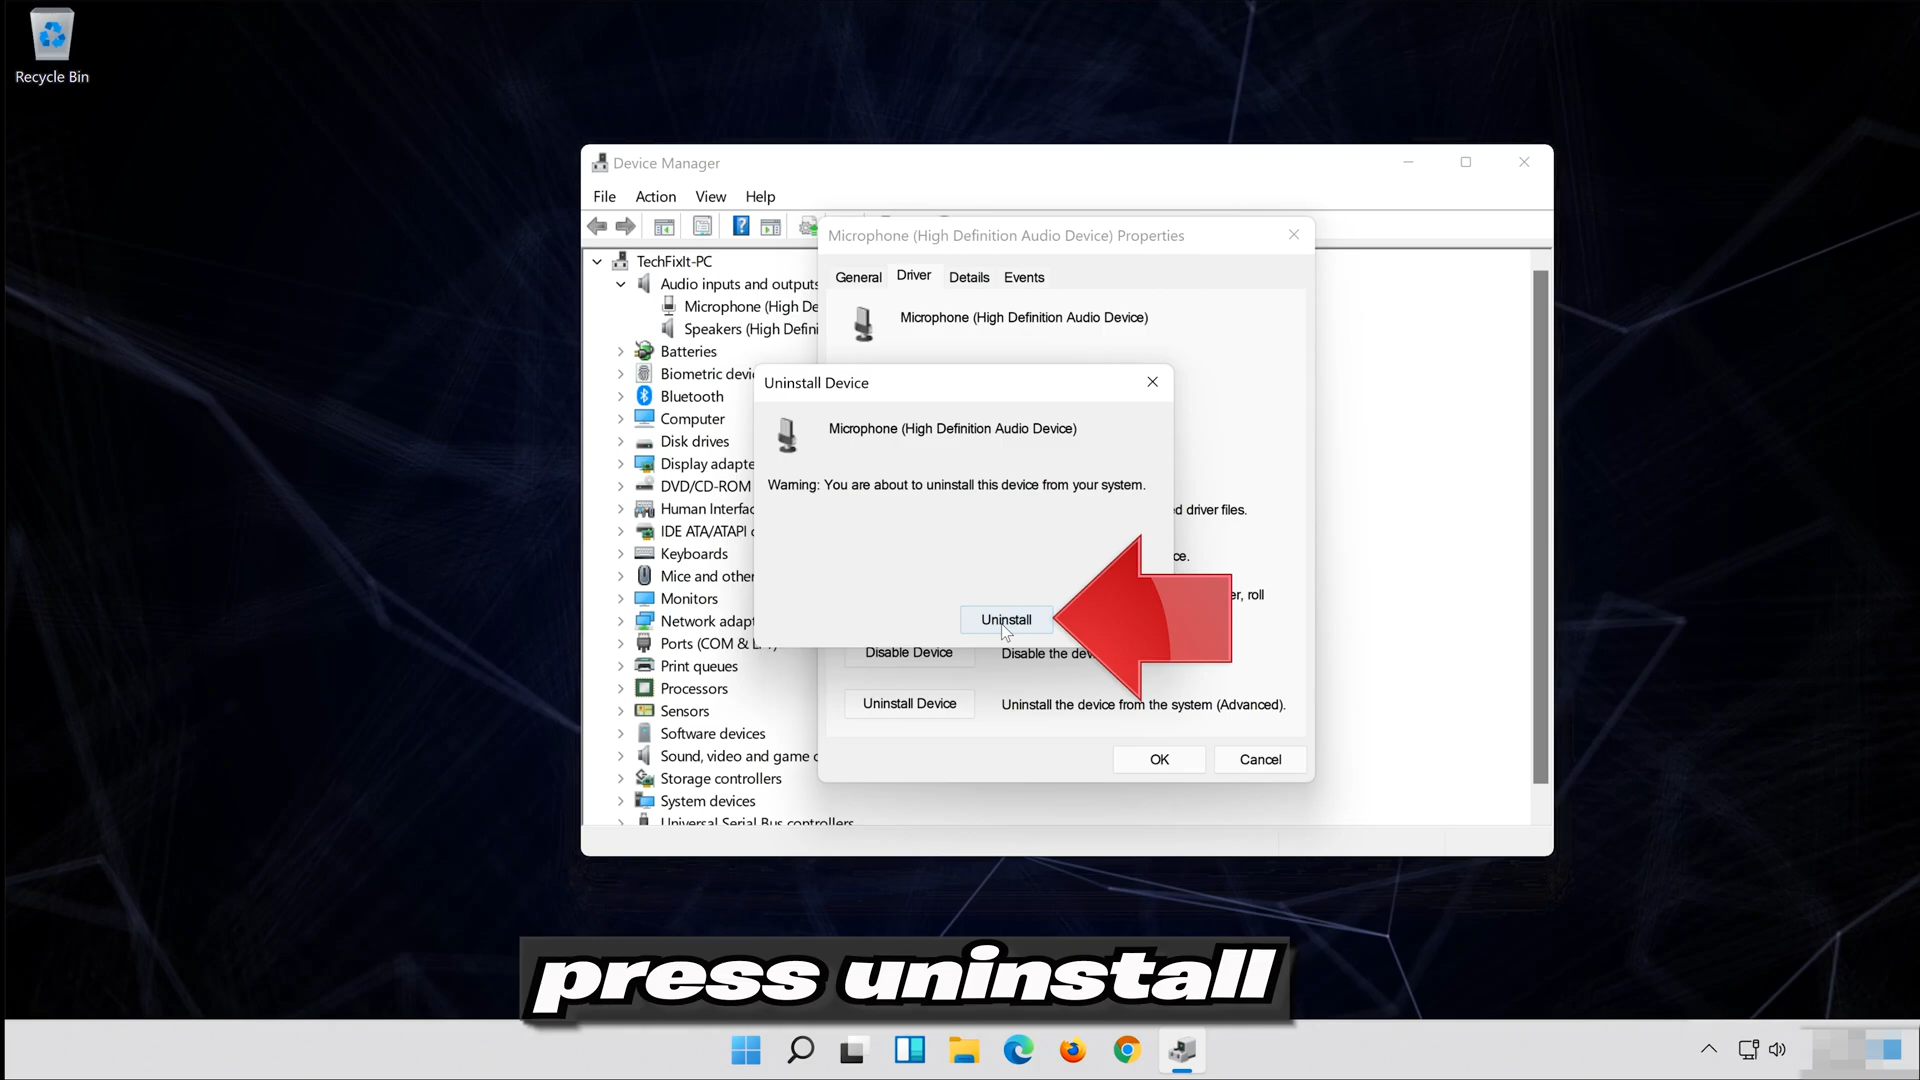 Recycle Bin
Device Manager
File Action View Help
TechFixIt-PC
Audio inputs and outputs
Microphone (High De
Speakers (High Defini
Batteries
Biometric devi
Bluetooth
Computer
Disk drives
Display adapte
DVD/CD-ROM
Human Interfac
IDE ATA/ATAPI c
Keyboards
Mice and other
Monitors
Network adapt
Ports (COM & LPT)
Print queues
Processors
Sensors
Software devices
Sound, video and game c
Storage controllers
System devices
Universal Serial Bus controllers
Microphone (High Definition Audio Device) Properties
General Driver Details Events
Microphone (High Definition Audio Device)
d driver files.
ce.
er, roll
Disable Device
Disable the dev
Uninstall Device
Uninstall the device from the system (Advanced).
OK
Cancel
Uninstall Device
Microphone (High Definition Audio Device)
Warning: You are about to uninstall this device from your system.
Uninstall
press uninstall